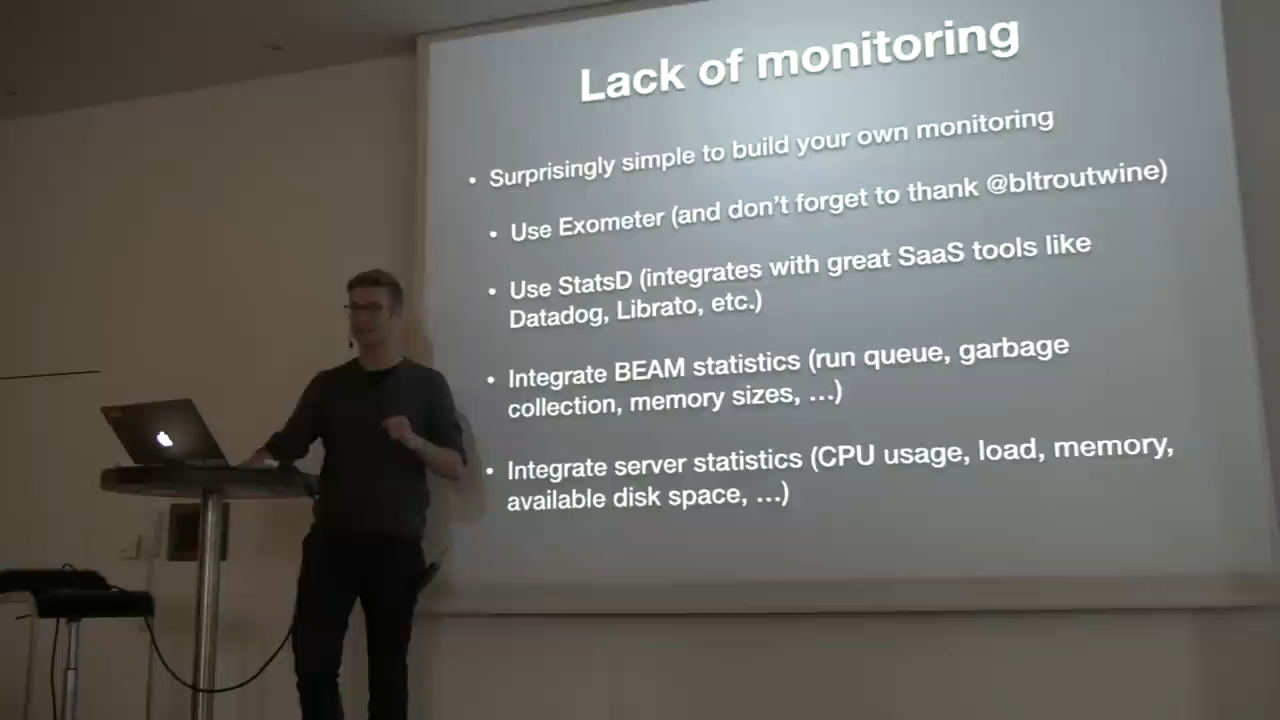 Lack of monitoring
• Surprisingly simple to build your own monitoring
• Use Exometer (and don't forget to thank @bltroutwine)
• Use StatsD (integrates with great SaaS tools like
Datadog, Librato, etc.)
• Integrate BEAM statistics (run queue, garbage
collection, memory sizes, …)
• Integrate server statistics (CPU usage, load, memory,
available disk space, …)